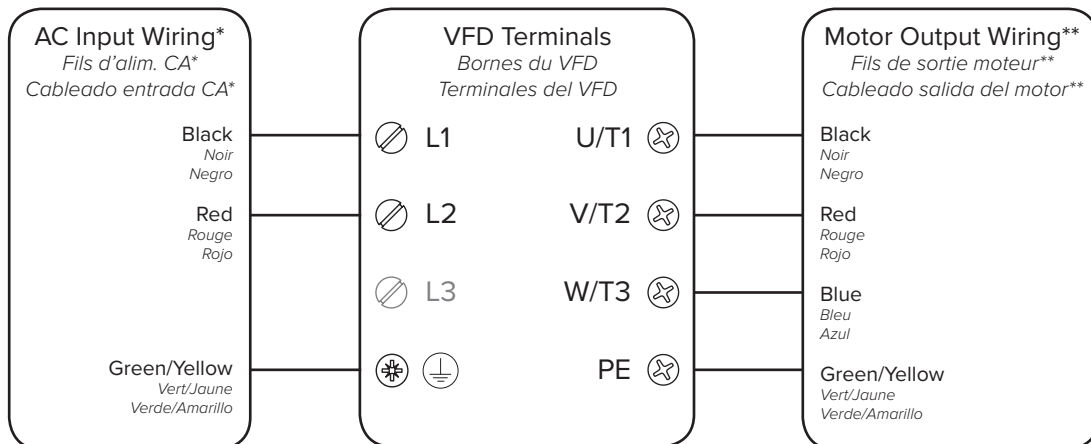 AC Input Wiring*
Fils d'alim. CA*
Cableado entrada CA*
Black
Noir
Negro
Red
Rouge
Rojo
Green/Yellow
Vert/Jaune
Verde/Amarillo
VFD Terminals
Bornes du VFD
Terminales del VFD
L1 U/T1
L2 V/T2
L3 W/T3
PE
Motor Output Wiring**
Fils de sortie moteur**
Cableado salida del motor**
Black
Noir
Negro
Red
Rouge
Rojo
Blue
Bleu
Azul
Green/Yellow
Vert/Jaune
Verde/Amarillo